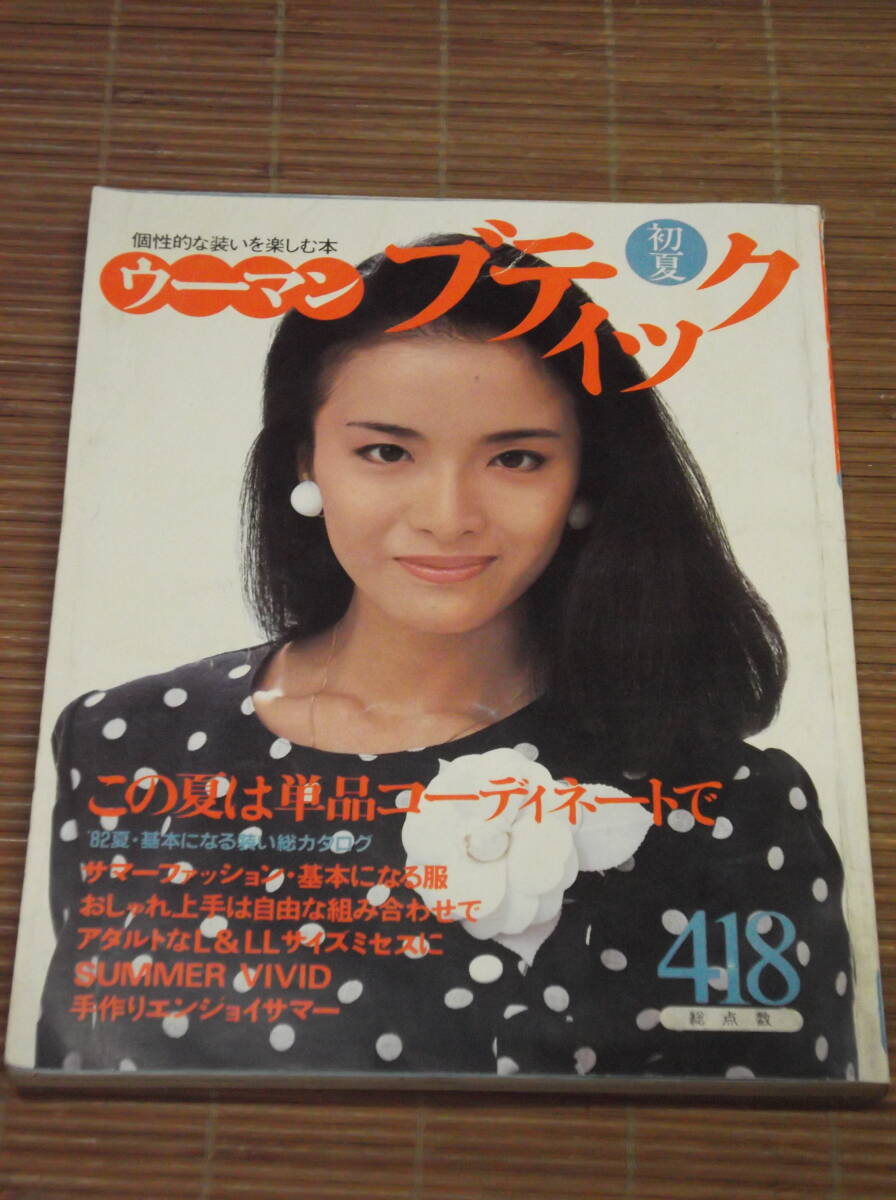 個性的な装いを楽しむ本
ウーマン
ブティック
初夏
この夏は単品コーディネートで
'82夏・基本になる装い総カタログ
サマーファッション・基本になる服
おしゃれ上手は自由な組み合わせで
アダルトなL&LLサイズミセスに
SUMMER VIVID
手作りエンジョイサマー
418
総点数